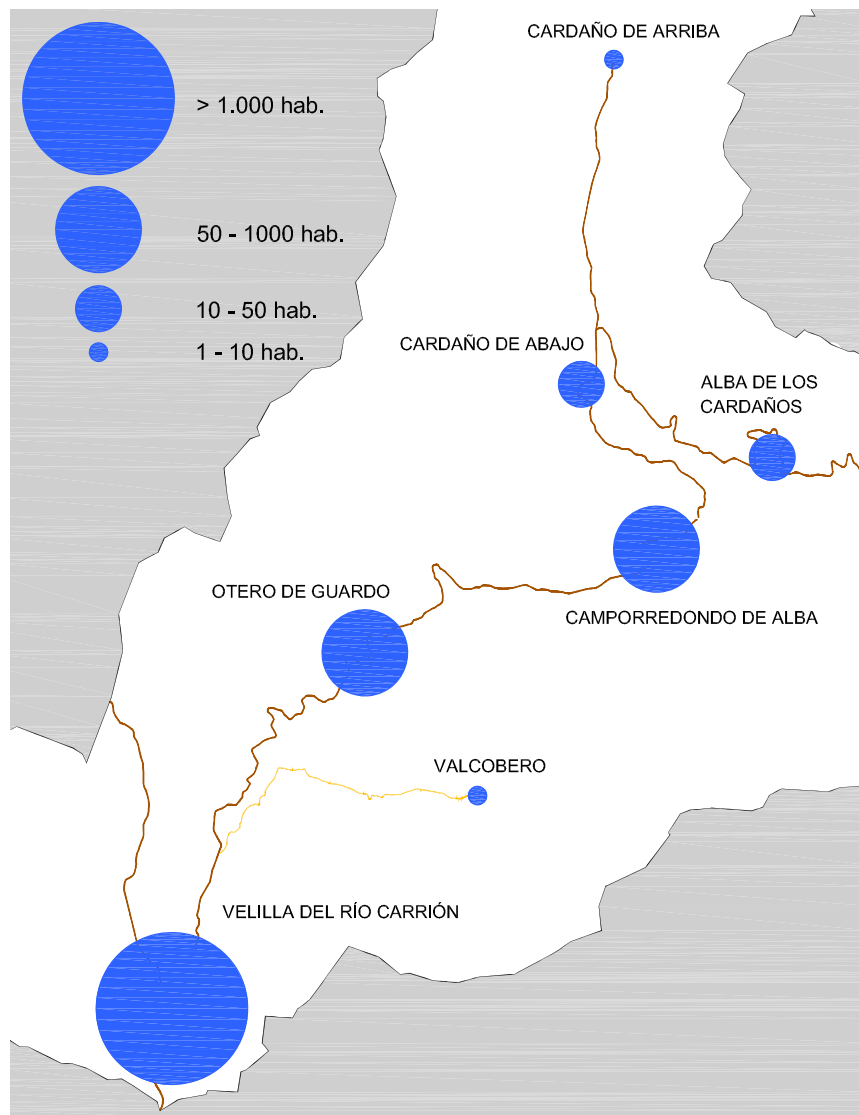 CARDAÑO DE ARRIBA
> 1.000 hab.
50 - 1000 hab.
10 - 50 hab.
1 - 10 hab.
CARDAÑO DE ABAJO
ALBA DE LOS
CARDAÑOS
OTERO DE GUARDO
CAMPORREDONDO DE ALBA
VALCOBERO
VELILLA DEL RÍO CARRIÓN